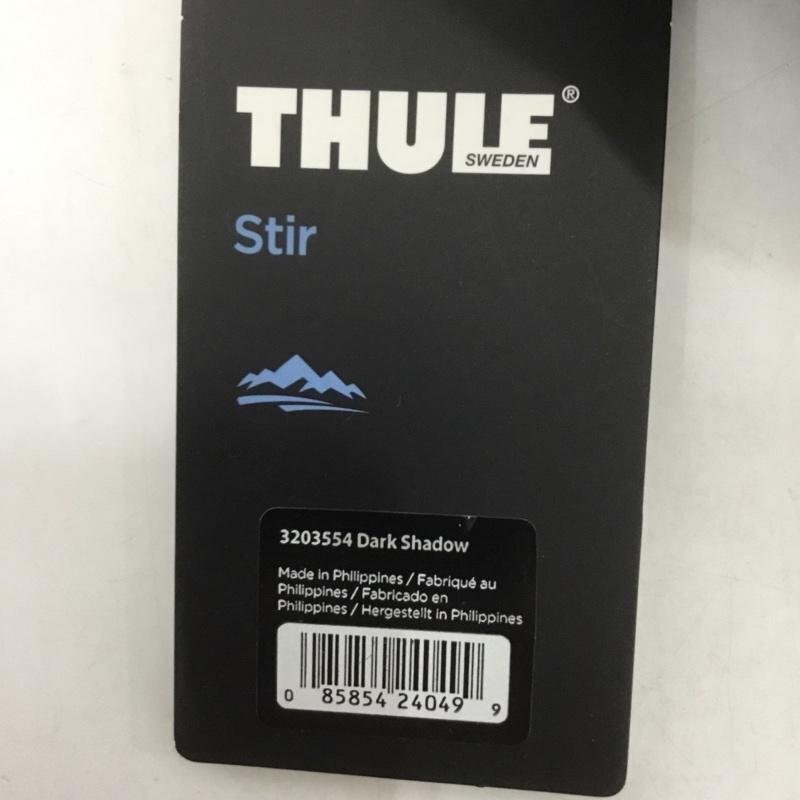 THULE®
SWEDEN
Stir
3203554 Dark Shadow
Made in Philippines / Fabriqué au
Philippines / Fabricado en
Philippines / Hergestellt in Philippines
0 85854 24049 9